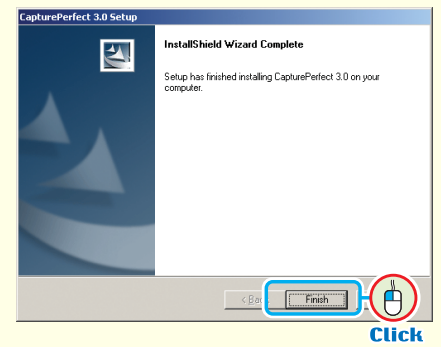 CapturePerfect 3.0 Setup
InstallShield Wizard Complete
Setup has finished installing CapturePerfect 3.0 on your
computer.
Finish
Click